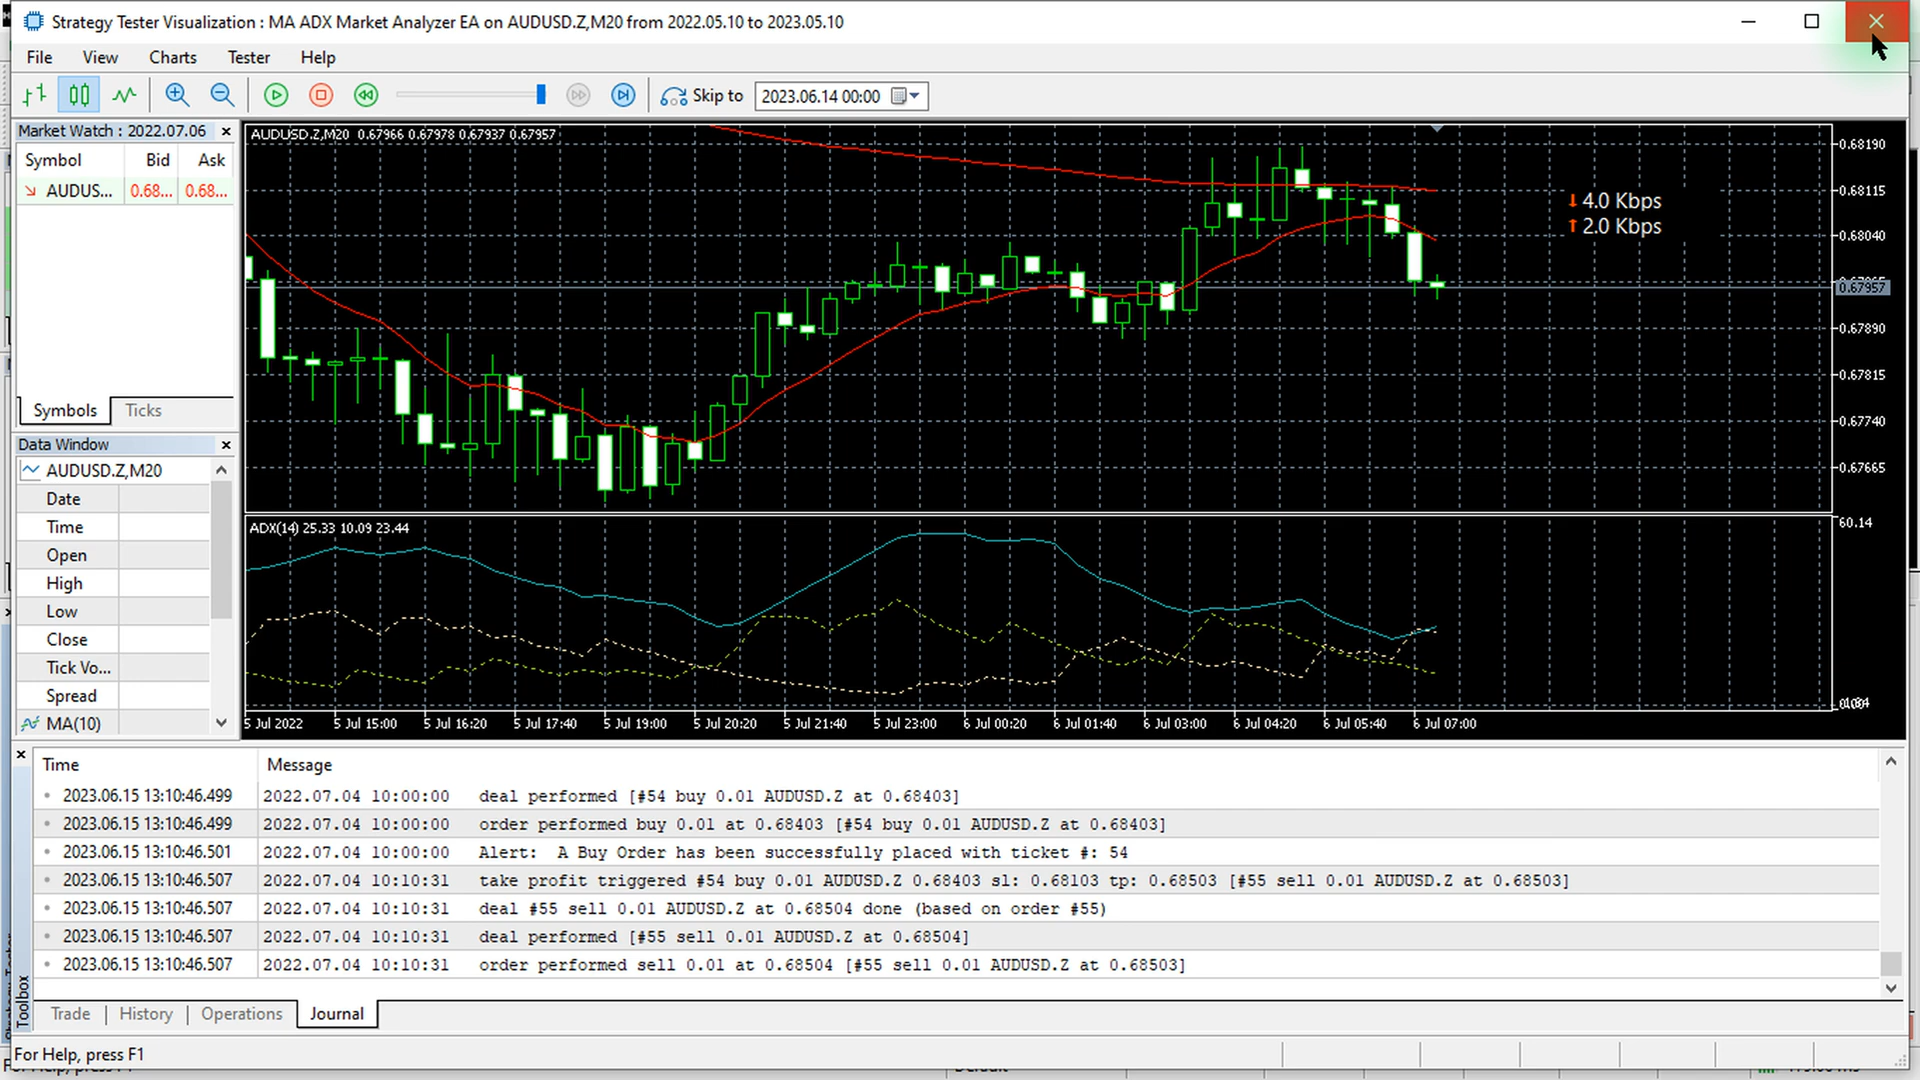 Strategy Tester Visualization : MA ADX Market Analyzer EA on AUDUSD.Z,M20 from 2022.05.10 to 2023.05.10
File View Charts Tester Help
Skip to 2023.06.14 00:00
Market Watch : 2022.07.06
Symbol Bid Ask
AUDUS... 0.68... 0.68...
Symbols Ticks
Data Window
AUDUSD.Z,M20
Date
Time
Open
High
Low
Close
Tick Vo...
Spread
MA(10)
AUDUSD.Z,M20 0.67966 0.67978 0.67937 0.67957
4.0 Kbps
2.0 Kbps
0.68190
0.68115
0.68040
0.67957
0.67890
0.67815
0.67740
0.67665
ADX(14) 25.33 10.09 23.44
60.14
5 Jul 2022 5 Jul 15:00 5 Jul 16:20 5 Jul 17:40 5 Jul 19:00 5 Jul 20:20 5 Jul 21:40 5 Jul 23:00 6 Jul 00:20 6 Jul 01:40 6 Jul 03:00 6 Jul 04:20 6 Jul 05:40 6 Jul 07:00
Time Message
2023.06.15 13:10:46.499 2022.07.04 10:00:00 deal performed [#54 buy 0.01 AUDUSD.Z at 0.68403]
2023.06.15 13:10:46.499 2022.07.04 10:00:00 order performed buy 0.01 at 0.68403 [#54 buy 0.01 AUDUSD.Z at 0.68403]
2023.06.15 13:10:46.501 2022.07.04 10:00:00 Alert: A Buy Order has been successfully placed with ticket #: 54
2023.06.15 13:10:46.507 2022.07.04 10:10:31 take profit triggered #54 buy 0.01 AUDUSD.Z 0.68403 sl: 0.68103 tp: 0.68503 [#55 sell 0.01 AUDUSD.Z at 0.68503]
2023.06.15 13:10:46.507 2022.07.04 10:10:31 deal #55 sell 0.01 AUDUSD.Z at 0.68504 done (based on order #55)
2023.06.15 13:10:46.507 2022.07.04 10:10:31 deal performed [#55 sell 0.01 AUDUSD.Z at 0.68504]
2023.06.15 13:10:46.507 2022.07.04 10:10:31 order performed sell 0.01 at 0.68504 [#55 sell 0.01 AUDUSD.Z at 0.68503]
Toolbox
Trade History Operations Journal
For Help, press F1